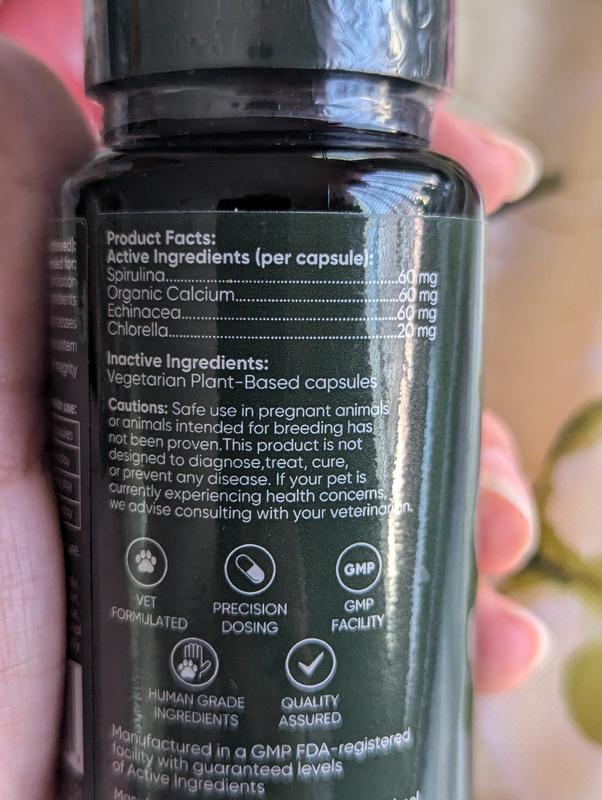 Product Facts:
Active Ingredients (per capsule):
Spirulina..............................60 mg
Organic Calcium..............................60 mg
Echinacea..............................60 mg
Chlorella..............................20 mg
Inactive Ingredients:
Vegetarian Plant-Based capsules
Cautions: Safe use in pregnant animals
or animals intended for breeding has
not been proven.This product is not
designed to diagnose,treat, cure,
or prevent any disease. If your pet is
currently experiencing health concerns,
we advise consulting with your veterinarian.
VET
FORMULATED
PRECISION
DOSING
GMP
GMP
FACILITY
HUMAN GRADE
INGREDIENTS
QUALITY
ASSURED
Manufactured in a GMP FDA-registered
facility with guaranteed levels
of Active Ingredients